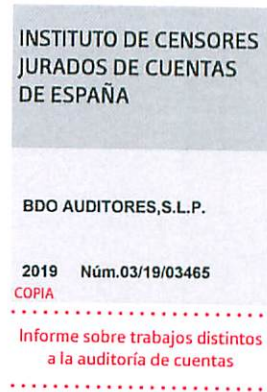 INSTITUTO DE CENSORES
JURADOS DE CUENTAS
DE ESPAÑA
BDO AUDITORES,S.L.P.
2019 Núm.03/19/03465
COPIA
Informe sobre trabajos distintos
a la auditoría de cuentas